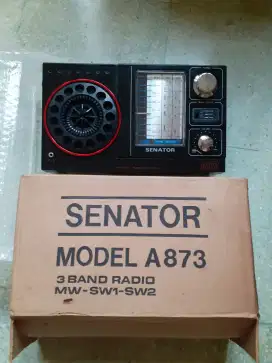 SENATOR
SENATOR
MODEL A873
3 BAND RADIO
MW-SW1-SW2